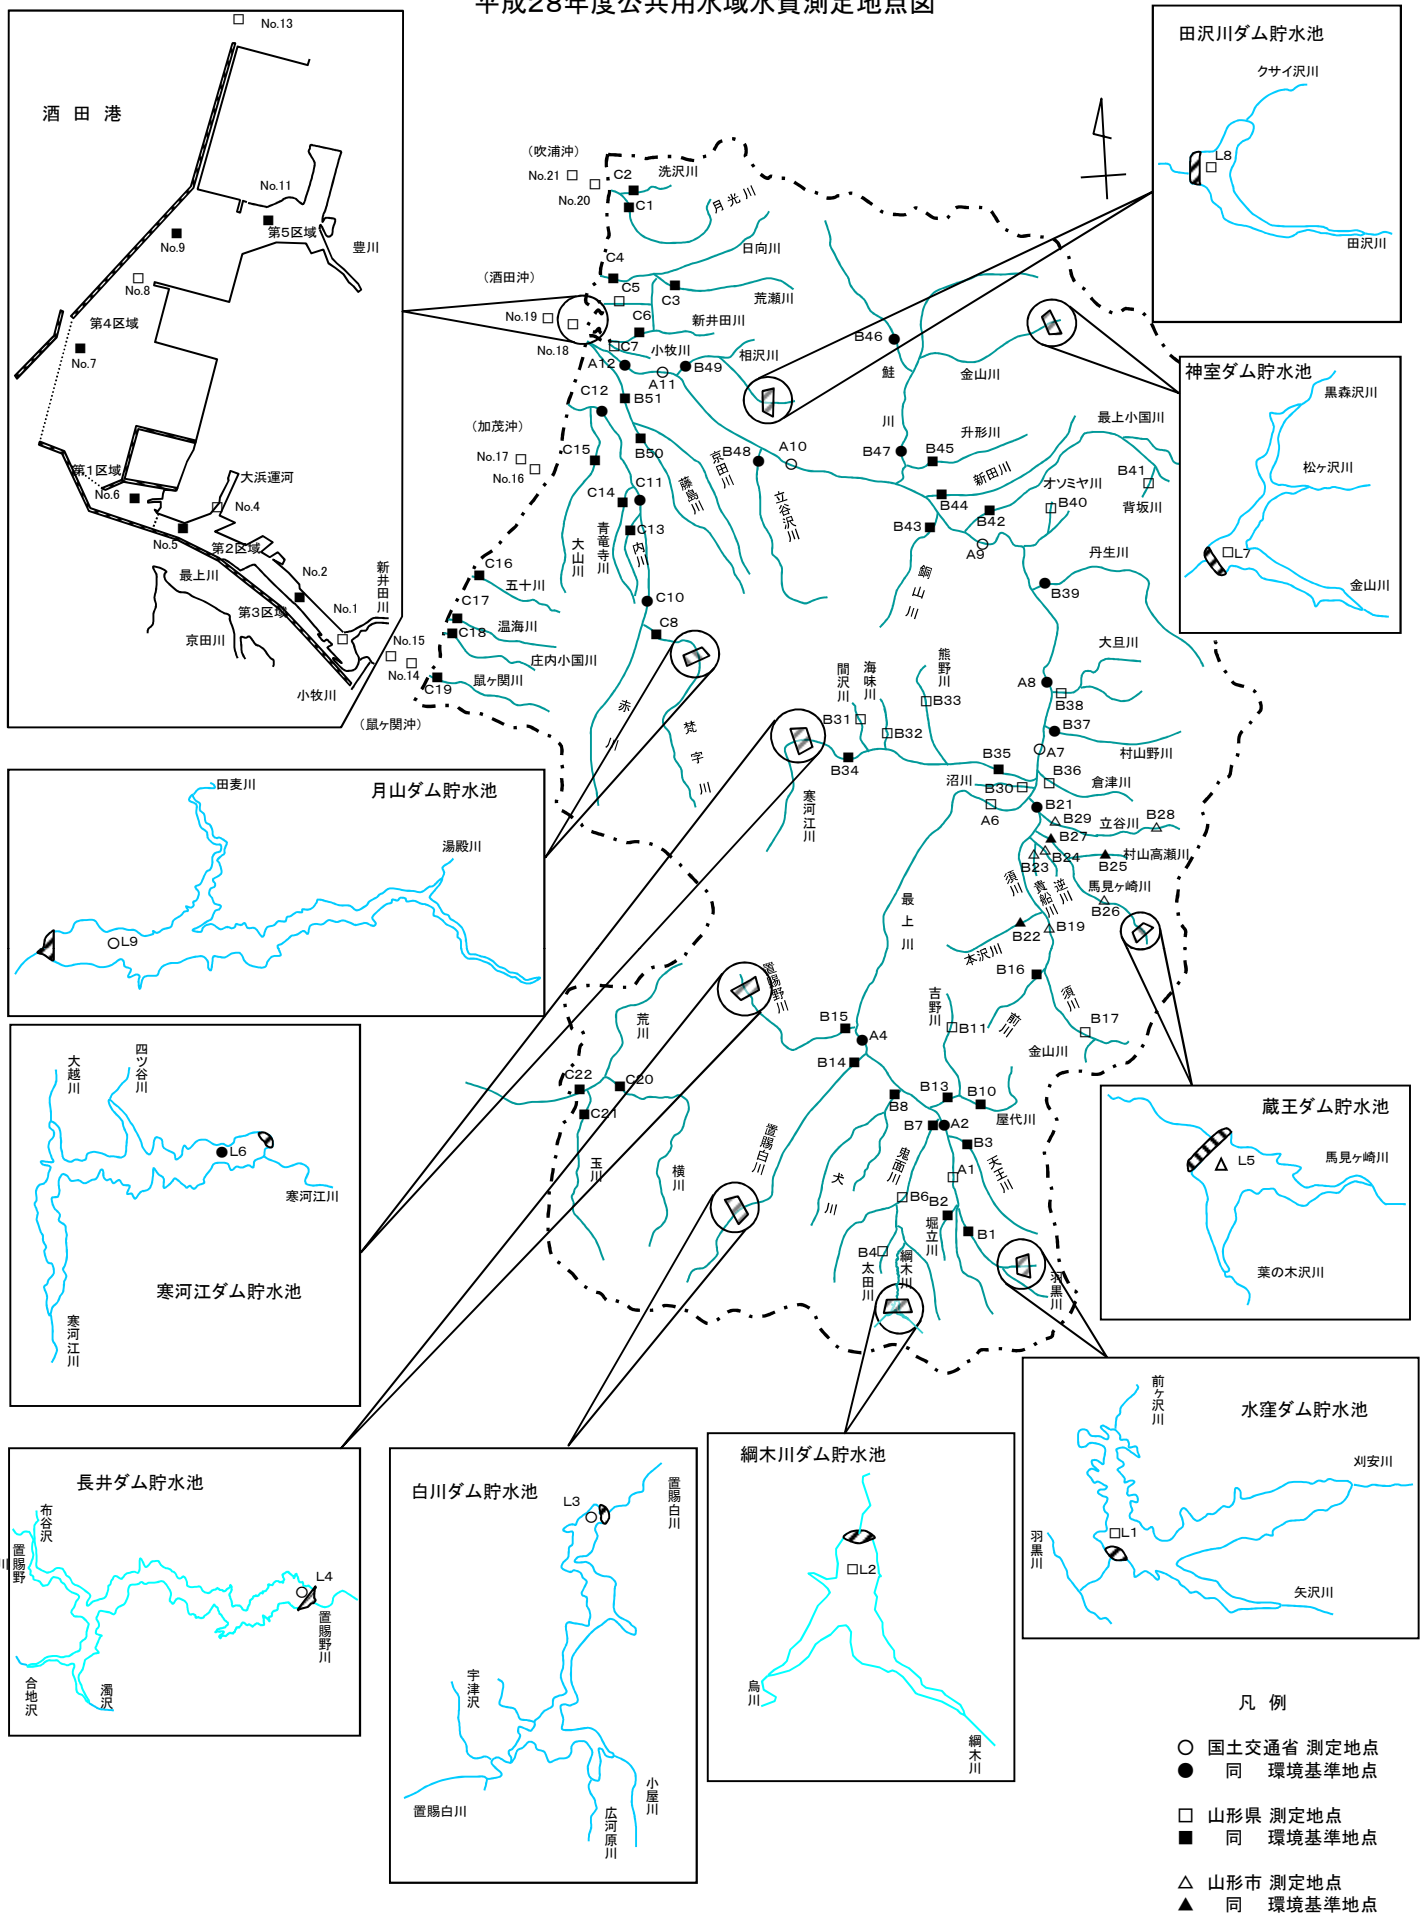 平成28年度公共用水域水質測定地点図
酒田港
No.13
No.11
第5区域
No.9
豊川
No.8
第4区域
No.7
第1区域
大浜運河
No.6
No.4
No.5
第2区域
最上川
No.2
新井田川
第3区域
No.1
京田川
小牧川
No.15
No.14
(鼠ヶ関沖)
(吹浦沖)
No.21
No.20
C2
洗沢川
C1
月光川
日向川
C4
(酒田沖)
C5
C3
荒瀬川
No.19
No.18
C6
新井田川
C7
小牧川
相沢川
A12
A11
B49
C12
B51
(加茂沖)
No.17
No.16
C15
B50
藤島川
京田川
B48
A10
立谷沢川
C11
C14
C13
青竜寺川
内川
大山川
C16
五十川
C17
温海川
C18
庄内小国川
C19
鼠ヶ関川
C10
C8
赤川
梵字川
B46
鮭川
金山川
B47
B45
升形川
最上小国川
新田川
B41
背坂川
オソミヤ川
B40
B44
B42
B43
A9
銅山川
丹生川
B39
大旦川
A8
B38
B37
村山野川
A7
熊野川
海味川
間沢川
B33
B31
B32
B34
B35
B36
倉津川
沼川
B30
A6
B21
寒河江川
B29
立谷川
B28
B27
B24
B23
B25
村山高瀬川
須川
貴船川
逆川
馬見ヶ崎川
B26
B22
B19
本沢川
最上川
B16
須川
前川
B17
金山川
置賜野川
吉野川
B11
B15
A4
B14
荒川
C22
C20
C21
玉川
横川
B13
B10
屋代川
B8
B7
A2
B3
天王川
置賜白川
鬼面川
A1
犬川
B6
B2
B1
堀立川
B4
太田川
綱木川
羽黒川
田沢川ダム貯水池
クサイ沢川
L8
田沢川
神室ダム貯水池
黒森沢川
松ヶ沢川
L7
金山川
月山ダム貯水池
田麦川
湯殿川
L9
大越川
四ツ谷川
L6
寒河江川
寒河江ダム貯水池
寒河江川
蔵王ダム貯水池
L5
馬見ヶ崎川
葉の木沢川
長井ダム貯水池
布谷沢
置賜野川
L4
置賜野川
合地沢
濁沢
白川ダム貯水池
L3
置賜白川
宇津沢
置賜白川
広河原川
小屋川
綱木川ダム貯水池
L2
烏川
綱木川
水窪ダム貯水池
前ヶ沢川
刈安川
L1
羽黒川
矢沢川
凡例
○ 国土交通省 測定地点
● 同 環境基準地点
□ 山形県 測定地点
■ 同 環境基準地点
△ 山形市 測定地点
▲ 同 環境基準地点